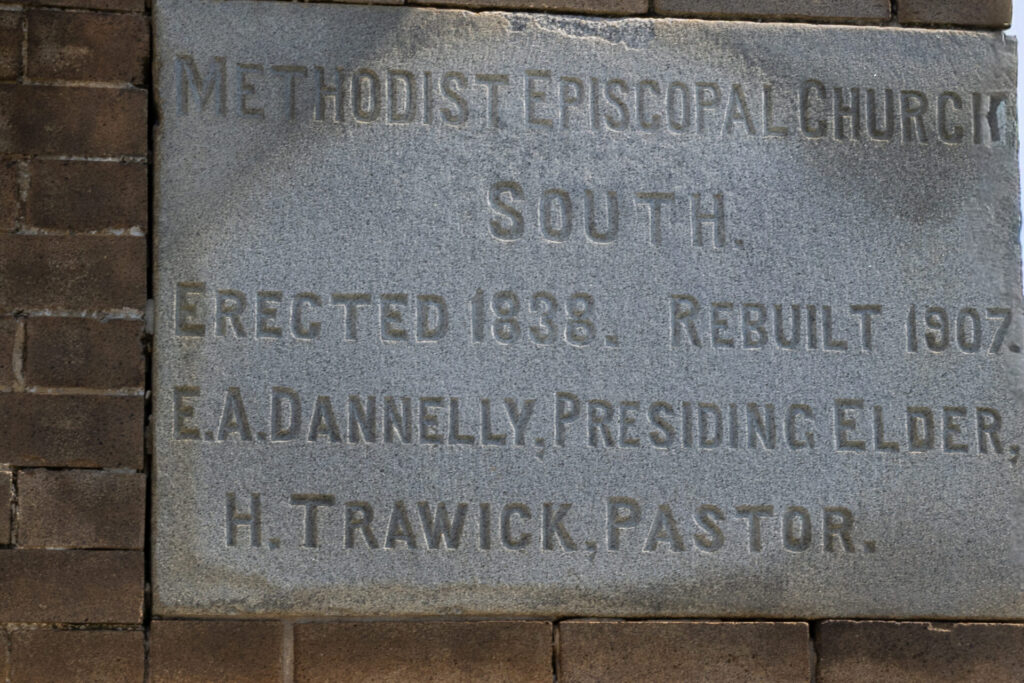 METHODIST EPISCOPAL CHURCH
SOUTH.
ERECTED 1838. REBUILT 1907.
E.A. DANNELLY, PRESIDING ELDER,
H. TRAWICK, PASTOR.